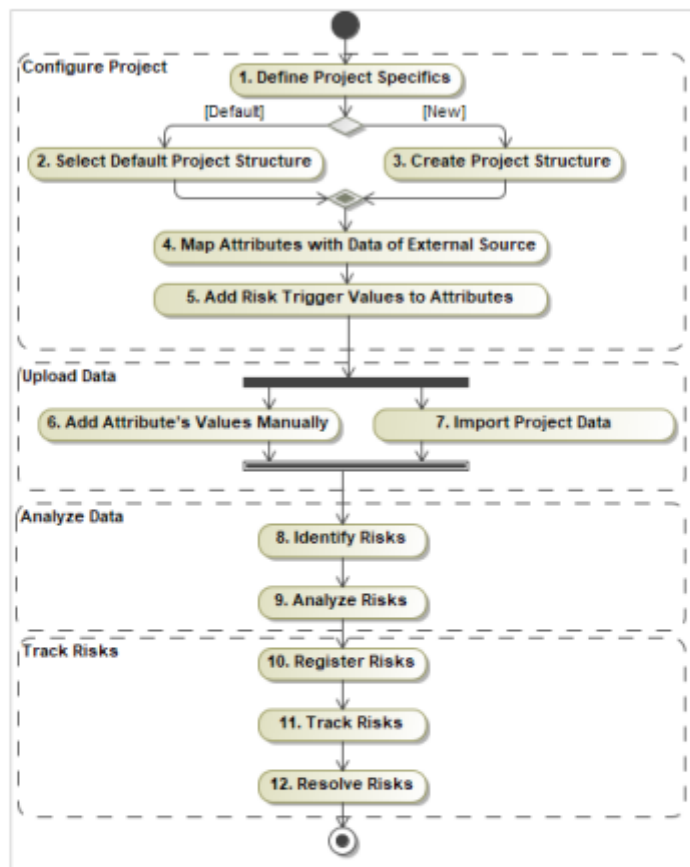 Configure Project
1. Define Project Specifics
[Default]
[New]
2. Select Default Project Structure
3. Create Project Structure
4. Map Attributes with Data of External Source
5. Add Risk Trigger Values to Attributes
Upload Data
6. Add Attribute's Values Manually
7. Import Project Data
Analyze Data
8. Identify Risks
9. Analyze Risks
Track Risks
10. Register Risks
11. Track Risks
12. Resolve Risks